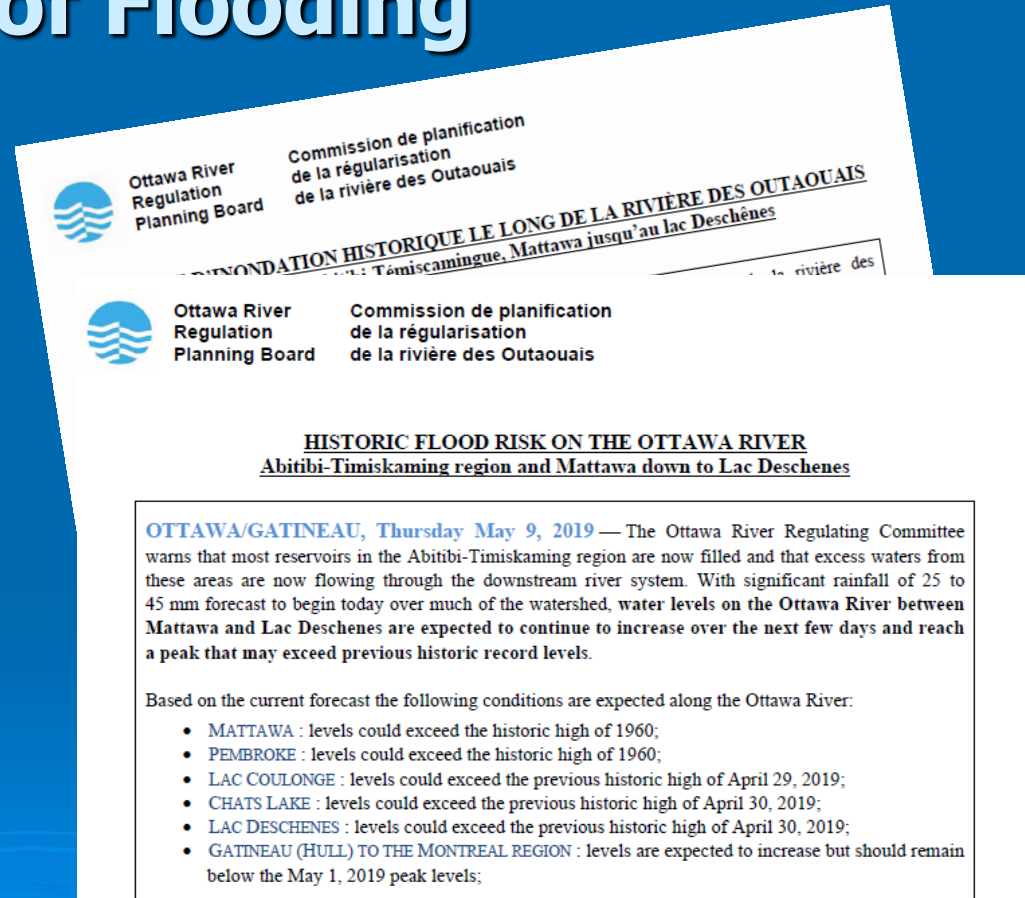 of Flooding
Ottawa River
Regulation
Planning Board
Commission de planification
de la régularisation
de la rivière des Outaouais
D'INONDATION HISTORIQUE LE LONG DE LA RIVIÈRE DES OUTAOUAIS
Témiscamingue, Mattawa jusqu'au lac Deschênes
rivière des
Ottawa River
Regulation
Planning Board
Commission de planification
de la régularisation
de la rivière des Outaouais
HISTORIC FLOOD RISK ON THE OTTAWA RIVER
Abitibi-Timiskaming region and Mattawa down to Lac Deschenes
OTTAWA/GATINEAU, Thursday May 9, 2019 — The Ottawa River Regulating Committee
warns that most reservoirs in the Abitibi-Timiskaming region are now filled and that excess waters from
these areas are now flowing through the downstream river system. With significant rainfall of 25 to
45 mm forecast to begin today over much of the watershed, water levels on the Ottawa River between
Mattawa and Lac Deschenes are expected to continue to increase over the next few days and reach
a peak that may exceed previous historic record levels.
Based on the current forecast the following conditions are expected along the Ottawa River:
• MATTAWA : levels could exceed the historic high of 1960;
• PEMBROKE : levels could exceed the historic high of 1960;
• LAC COULONGE : levels could exceed the previous historic high of April 29, 2019;
• CHATS LAKE : levels could exceed the previous historic high of April 30, 2019;
• LAC DESCHENES : levels could exceed the previous historic high of April 30, 2019;
• GATINEAU (HULL) TO THE MONTREAL REGION : levels are expected to increase but should remain
below the May 1, 2019 peak levels;